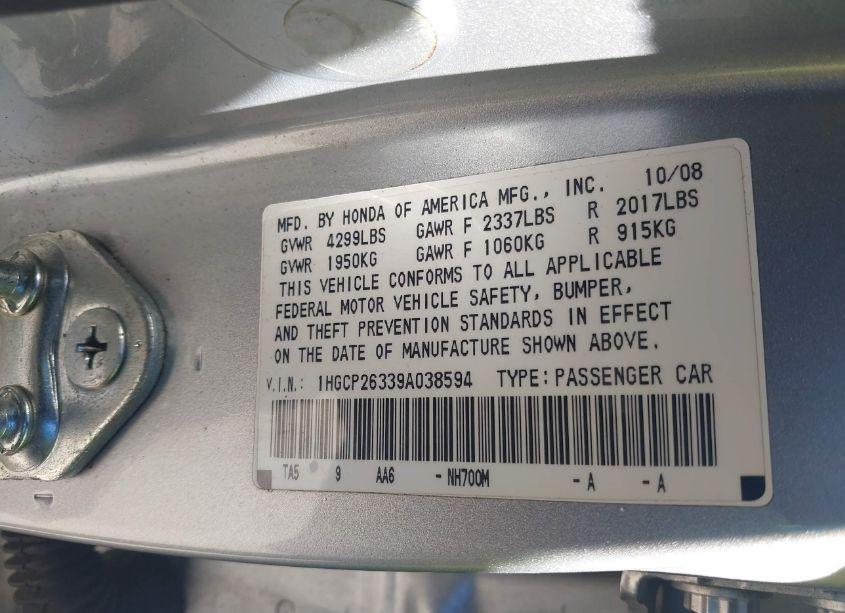 MFD. BY HONDA OF AMERICA MFG., INC. 10/08
GVWR 4299LBS GAWR F 2337LBS R 2017LBS
GVWR 1950KG GAWR F 1060KG R 915KG
THIS VEHICLE CONFORMS TO ALL APPLICABLE
FEDERAL MOTOR VEHICLE SAFETY, BUMPER,
AND THEFT PREVENTION STANDARDS IN EFFECT
ON THE DATE OF MANUFACTURE SHOWN ABOVE.
V.I.N.: 1HGCP26339A038594 TYPE: PASSENGER CAR
TA5 9 AA6 - NH700M - A - A